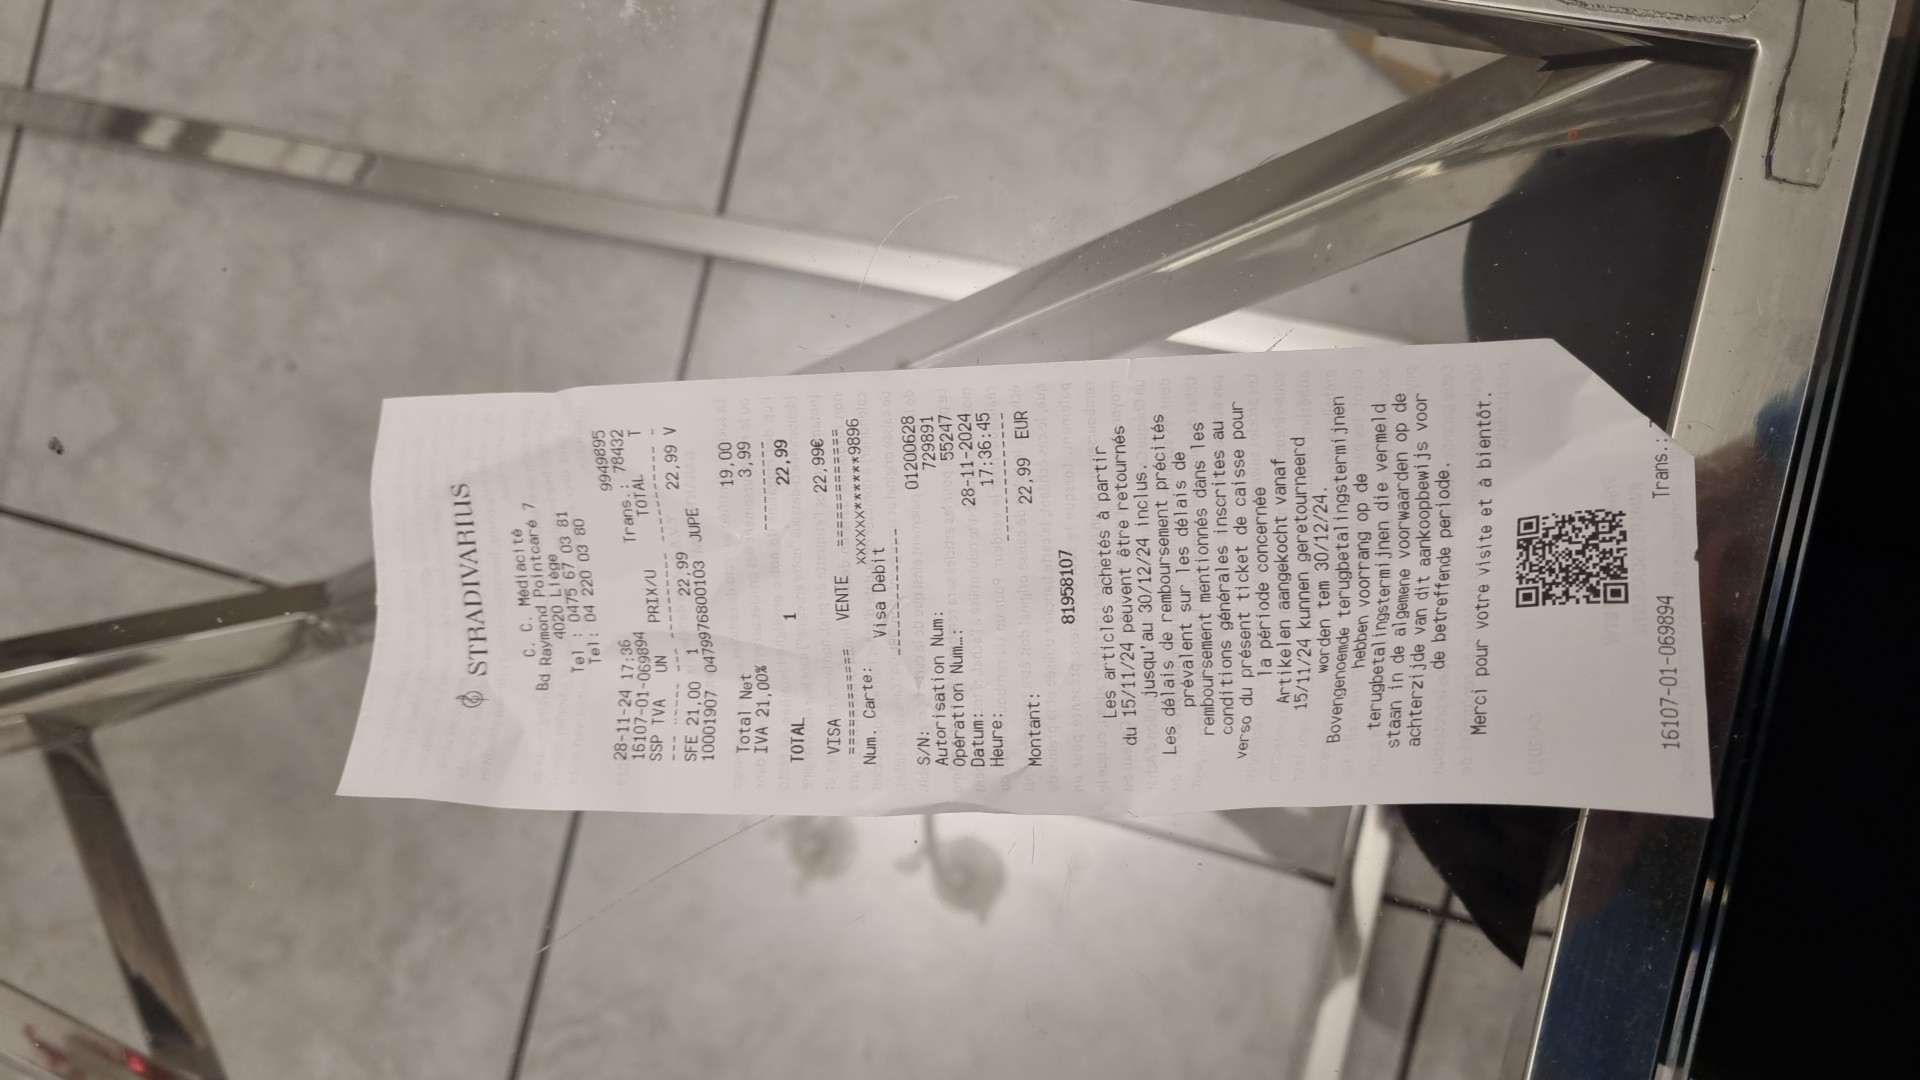 STRADIVARIUS
C. C. Médiacité
Bd Raymond Pointcaré 7
4020 Liége
Tel : 0475 67 03 81
Tel: 04 220 03 80
9949895
28-11-24 17:36 Trans.: 78432
16107-01-069894 TOTAL T
SSP TVA UN PRIX/U
SFE 21,00 1 22,99 22,99 V
10001907 0479976800103 JUPE
Total Net 19,00
IVA 21,00% 3,99
TOTAL 1 22,99
VISA 22,99€
=========== VENTE ===========
Num. Carte: xxxxxx******9896
Visa Debit
S/N: 01200628
Autorisation Num: 729891
Opération Num…: 55247
Datum: 28-11-2024
Heure: 17:36:45
Montant: 22,99 EUR
81958107
Les articles achetés à partir
du 15/11/24 peuvent être retournés
jusqu'au 30/12/24 inclus.
Les délais de remboursement précités
prévalent sur les délais de
remboursement mentionnés dans les
conditions générales inscrites au
verso du présent ticket de caisse pour
la période concernée
Artikelen aangekocht vanaf
15/11/24 kunnen geretourneerd
worden tem 30/12/24.
Bovengenoemde terugbetalingstermijnen
hebben voorrang op de
terugbetalingstermijnen die vermeld
staan in de algemene voorwaarden op de
achterzijde van dit aankoopbewijs voor
de betreffende periode.
Merci pour votre visite et à bientôt.
16107-01-069894 Trans.: